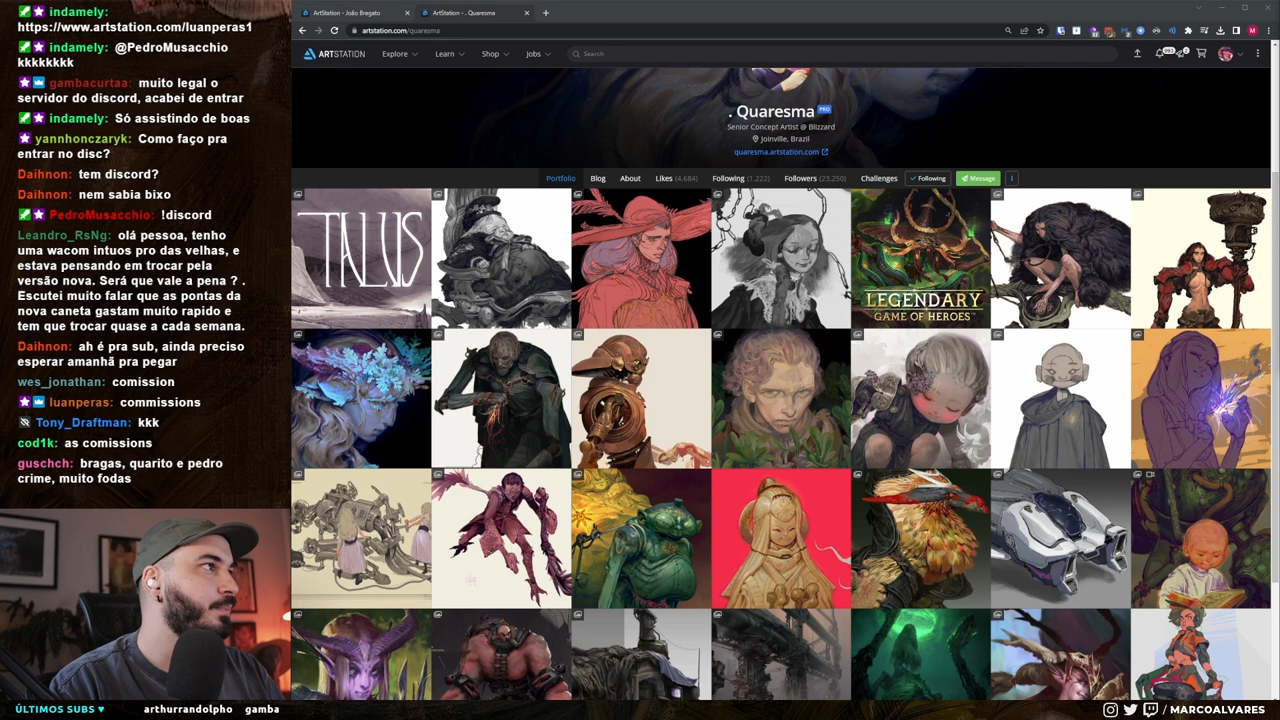 indamely:
https://www.artstation.com/luanperas1
indamely: @PedroMusacchio
kkkkkkkk
gambacurtaa: muito legal o
servidor do discord, acabei de entrar
indamely: Só assistindo de boas
yannhonczaryk: Como faço pra
entrar no disc?
Daihnon: tem discord?
Daihnon: nem sabia bixo
PedroMusacchio: !discord
Leandro_RsNg: olá pessoa, tenho
uma wacom intuos pro das velhas, e
estava pensando em trocar pela
versão nova. Será que vale a pena ? .
Escutei muito falar que as pontas da
nova caneta gastam muito rapido e
tem que trocar quase a cada semana.
Daihnon: ah é pra sub, ainda preciso
esperar amanhã pra pegar
wes_jonathan: comission
luanperas: commissions
Tony_Draftman: kkk
cod1k: as comissions
guschch: bragas, quarito e pedro
crime, muito fodas
ArtStation - João Bragato
ArtStation - . Quaresma
artstation.com/quaresma
ARTSTATION
Explore
Learn
Shop
Jobs
Search
. Quaresma PRO
Senior Concept Artist @ Blizzard
Joinville, Brazil
quaresma.artstation.com
Portfolio
Blog
About
Likes (4,684)
Following (1,222)
Followers (23,250)
Challenges
Following
Message
TALUS
LEGENDARY
GAME OF HEROES
ÚLTIMOS SUBS ♥
arthurrandolpho
gamba
/ MARCOALVARES